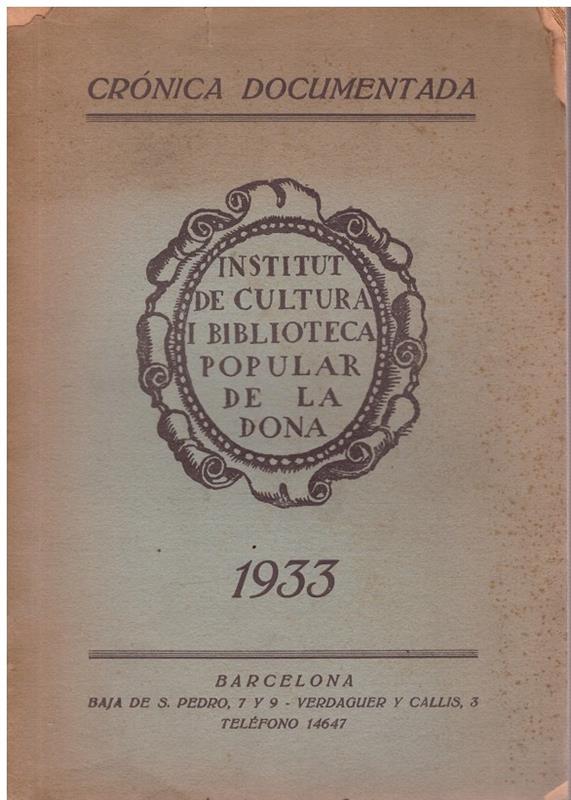 CRÓNICA DOCUMENTADA
INSTITUT
DE CULTURA
I BIBLIOTECA
POPULAR
DE LA
DONA
1933
BARCELONA
BAJA DE S. PEDRO, 7 Y 9 - VERDAGUER Y CALLIS, 3
TELÉFONO 14647